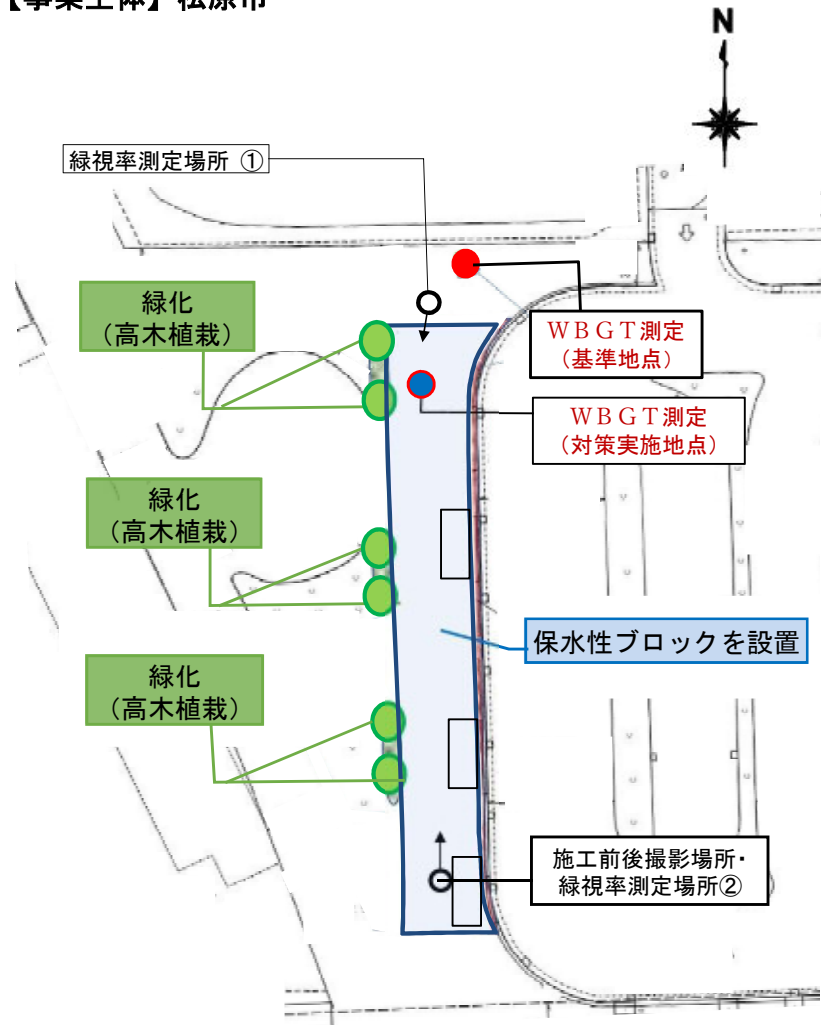 【事業主体】松原市
N
緑視率測定場所 ①
緑化
（高木植栽）
ＷＢＧＴ測定
（基準地点）
ＷＢＧＴ測定
（対策実施地点）
緑化
（高木植栽）
保水性ブロックを設置
緑化
（高木植栽）
施工前後撮影場所・
緑視率測定場所②